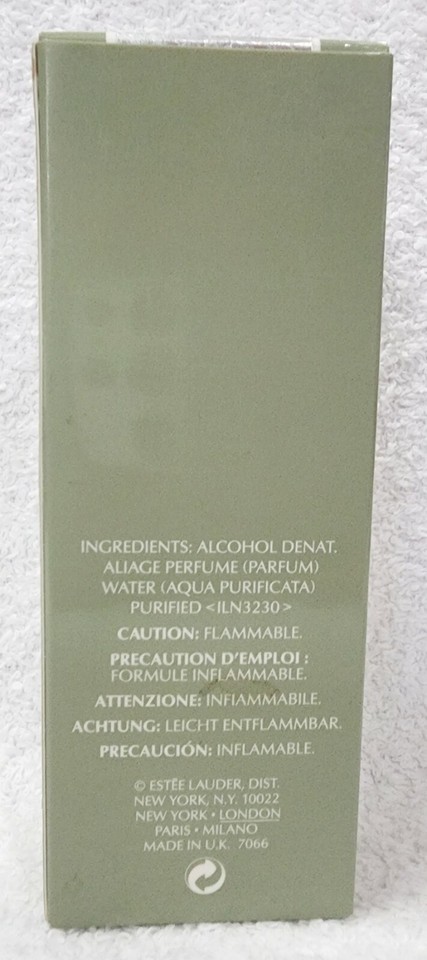 INGREDIENTS: ALCOHOL DENAT.
ALIAGE PERFUME (PARFUM)
WATER (AQUA PURIFICATA)
PURIFIED <ILN3230>
CAUTION: FLAMMABLE.
PRECAUTION D'EMPLOI :
FORMULE INFLAMMABLE.
ATTENZIONE: INFIAMMABILE.
ACHTUNG: LEICHT ENTFLAMMBAR.
PRECAUCIÓN: INFLAMABLE.
© ESTĒE LAUDER, DIST.
NEW YORK, N.Y. 10022
NEW YORK • LONDON
PARIS • MILANO
MADE IN U.K. 7066